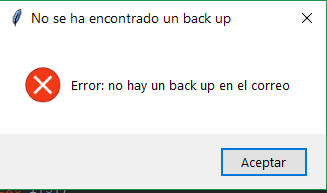 No se ha encontrado un back up
Error: no hay un back up en el correo
Aceptar